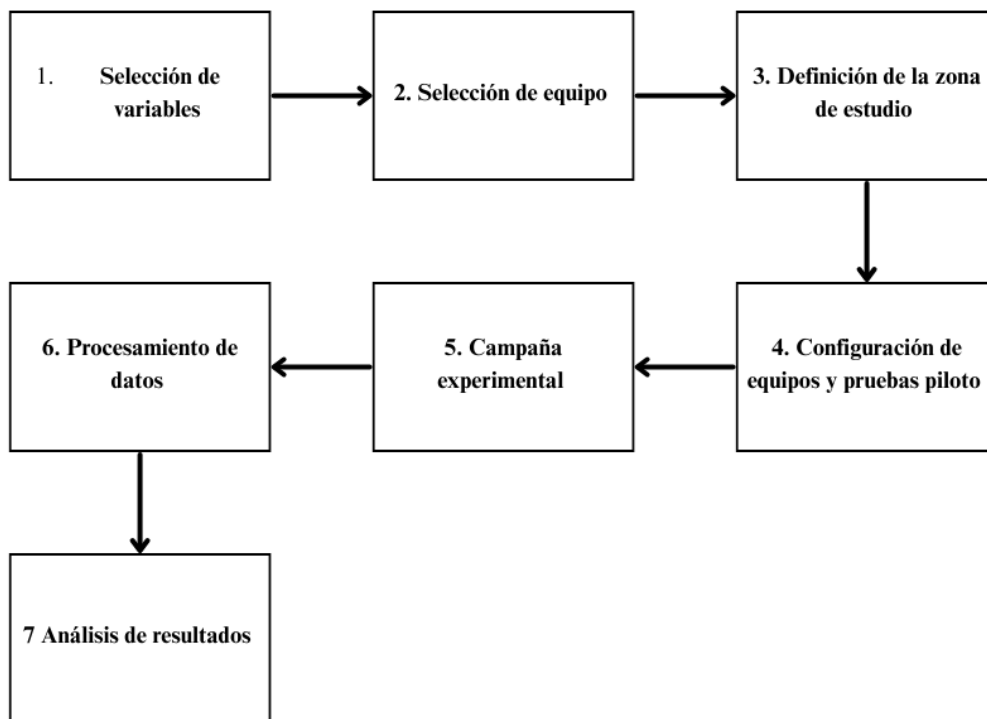 1. Selección de
variables
2. Selección de equipo
3. Definición de la zona
de estudio
4. Configuración de
equipos y pruebas piloto
5. Campaña
experimental
6. Procesamiento de
datos
7 Análisis de resultados